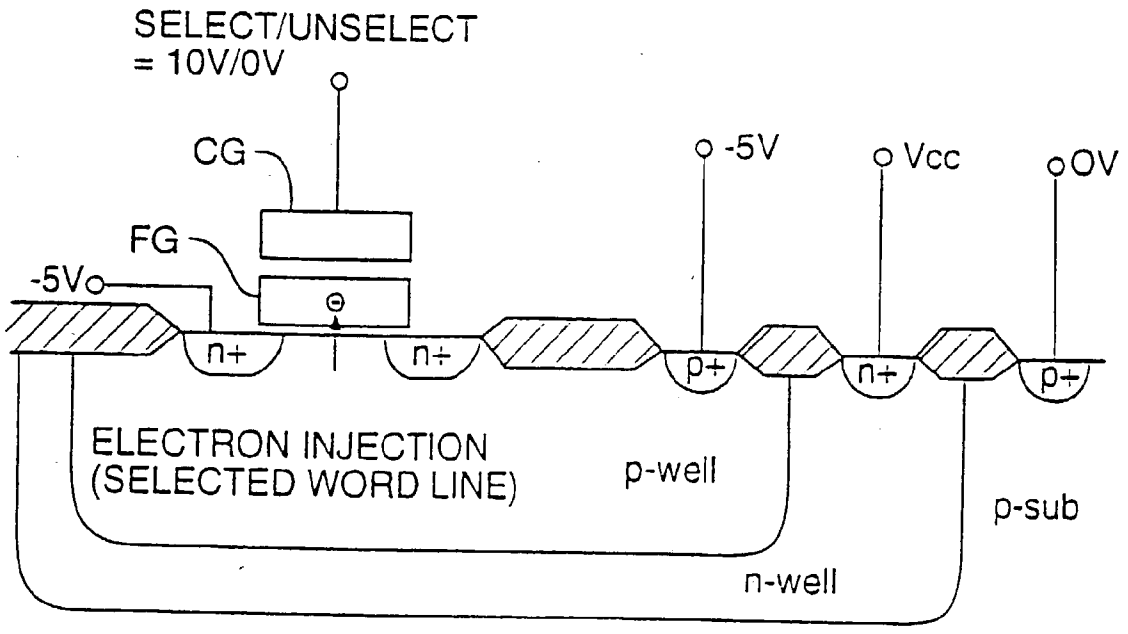 SELECT/UNSELECT
= 10V/0V
CG
FG
-5V
-5V
Vcc
0V
⊖
n+
n+
p+
n+
p+
ELECTRON INJECTION
(SELECTED WORD LINE)
p-well
p-sub
n-well